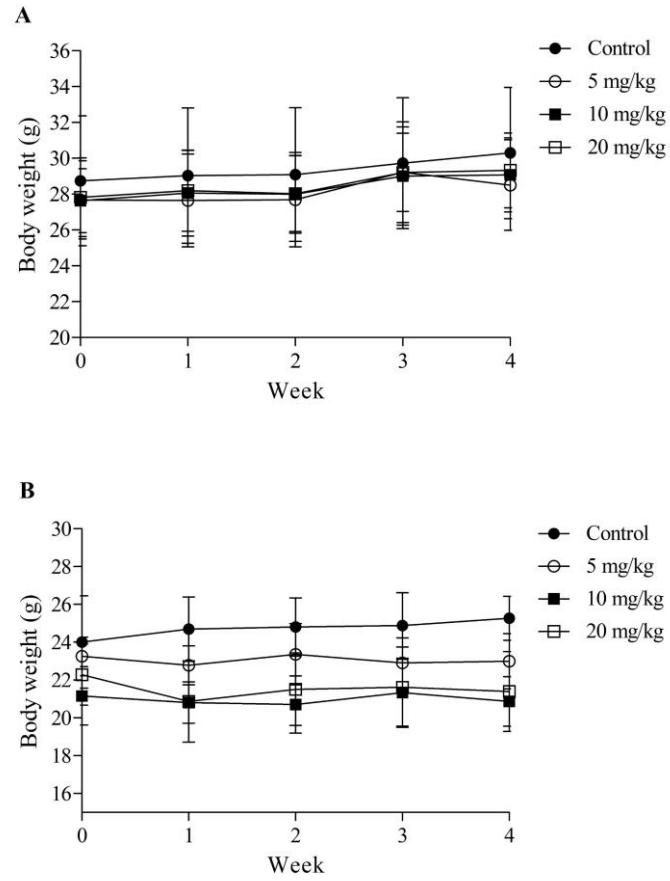 A
Body weight (g)
36
34
32
30
28
26
24
22
20
0 1 2 3 4
Week
Control
5 mg/kg
10 mg/kg
20 mg/kg
B
Body weight (g)
30
28
26
24
22
20
18
16
0 1 2 3 4
Week
Control
5 mg/kg
10 mg/kg
20 mg/kg